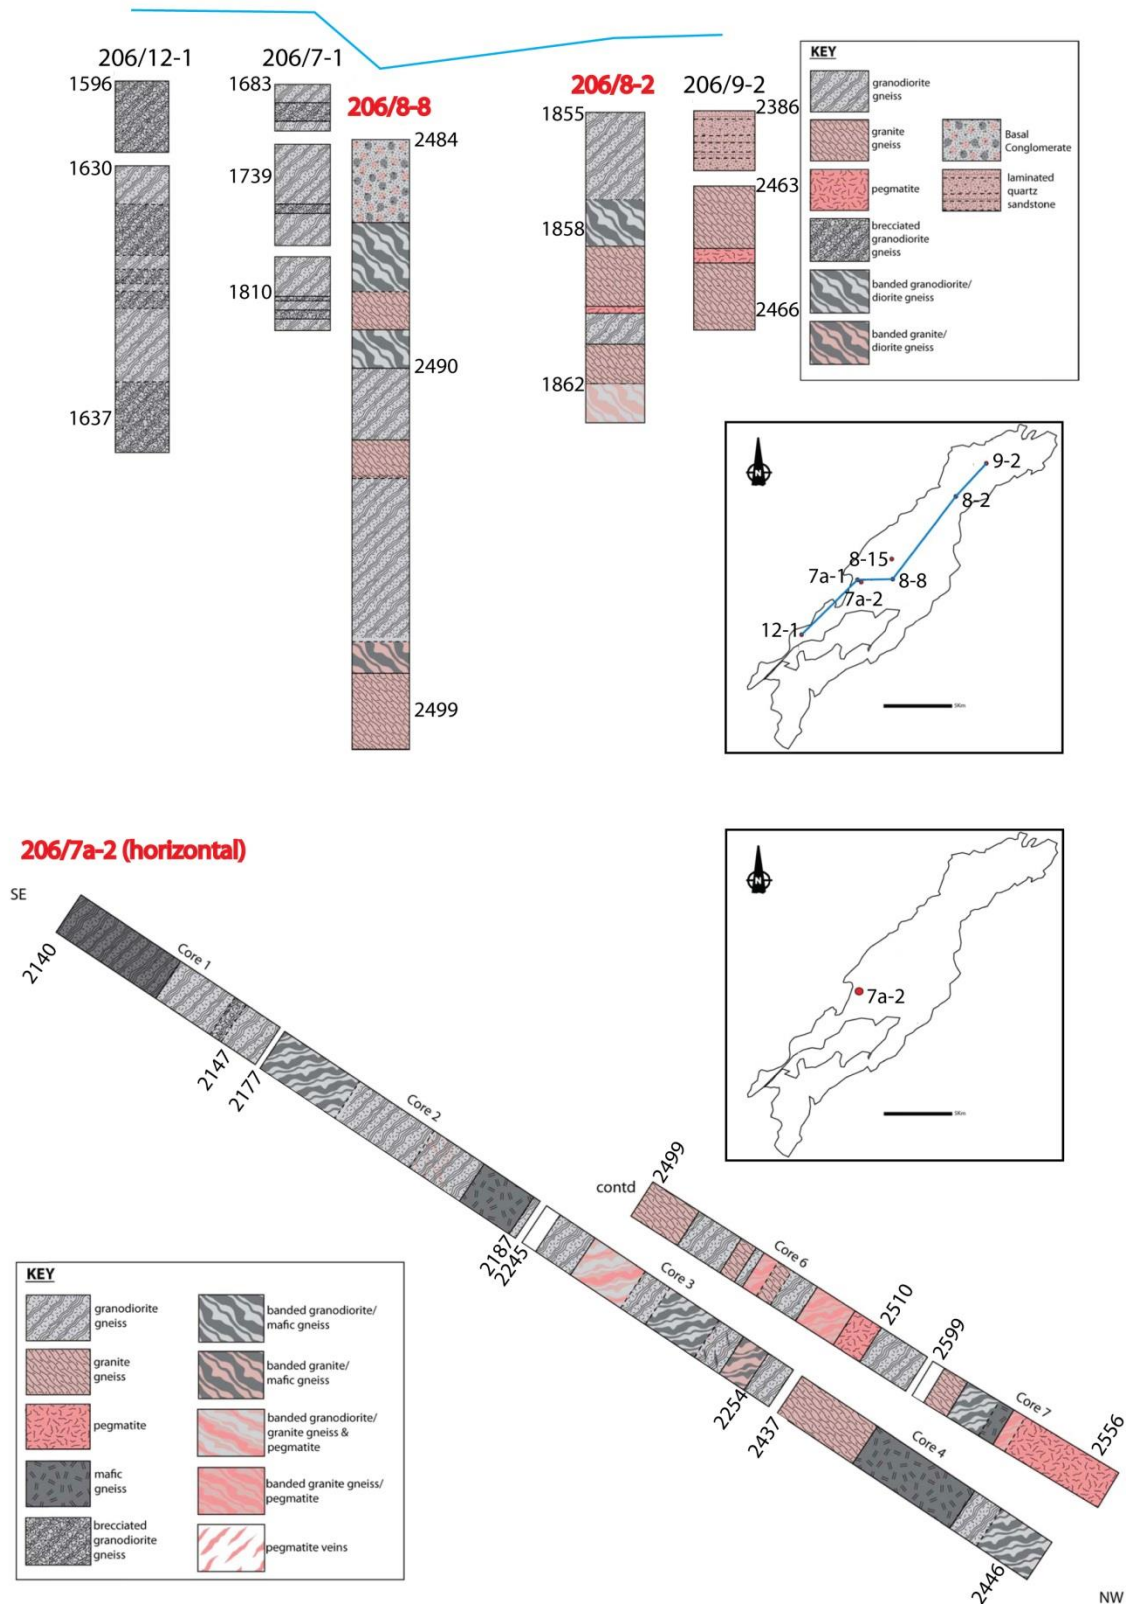 206/12-1
206/7-1
206/8-8
206/8-2
206/9-2
1596
1630
1637
1683
1739
1810
2484
2490
2499
1855
1858
1862
2386
2463
2466
KEY
granodiorite
gneiss
granite
gneiss
pegmatite
brecciated
granodiorite
gneiss
banded granodiorite/
diorite gneiss
banded granite/
diorite gneiss
Basal
Conglomerate
laminated
quartz
sandstone
N
9-2
8-2
8-15
7a-1
8-8
7a-2
12-1
5Km
206/7a-2 (horizontal)
SE
2140
Core 1
2147
2177
Core 2
2187
2245
Core 3
2254
2437
Core 4
2446
NW
contd
2499
Core 6
2510
2599
Core 7
2556
N
7a-2
5Km
KEY
granodiorite
gneiss
granite
gneiss
pegmatite
mafic
gneiss
brecciated
granodiorite
gneiss
banded granodiorite/
mafic gneiss
banded granite/
mafic gneiss
banded granodiorite/
granite gneiss &
pegmatite
banded granite gneiss/
pegmatite
pegmatite veins